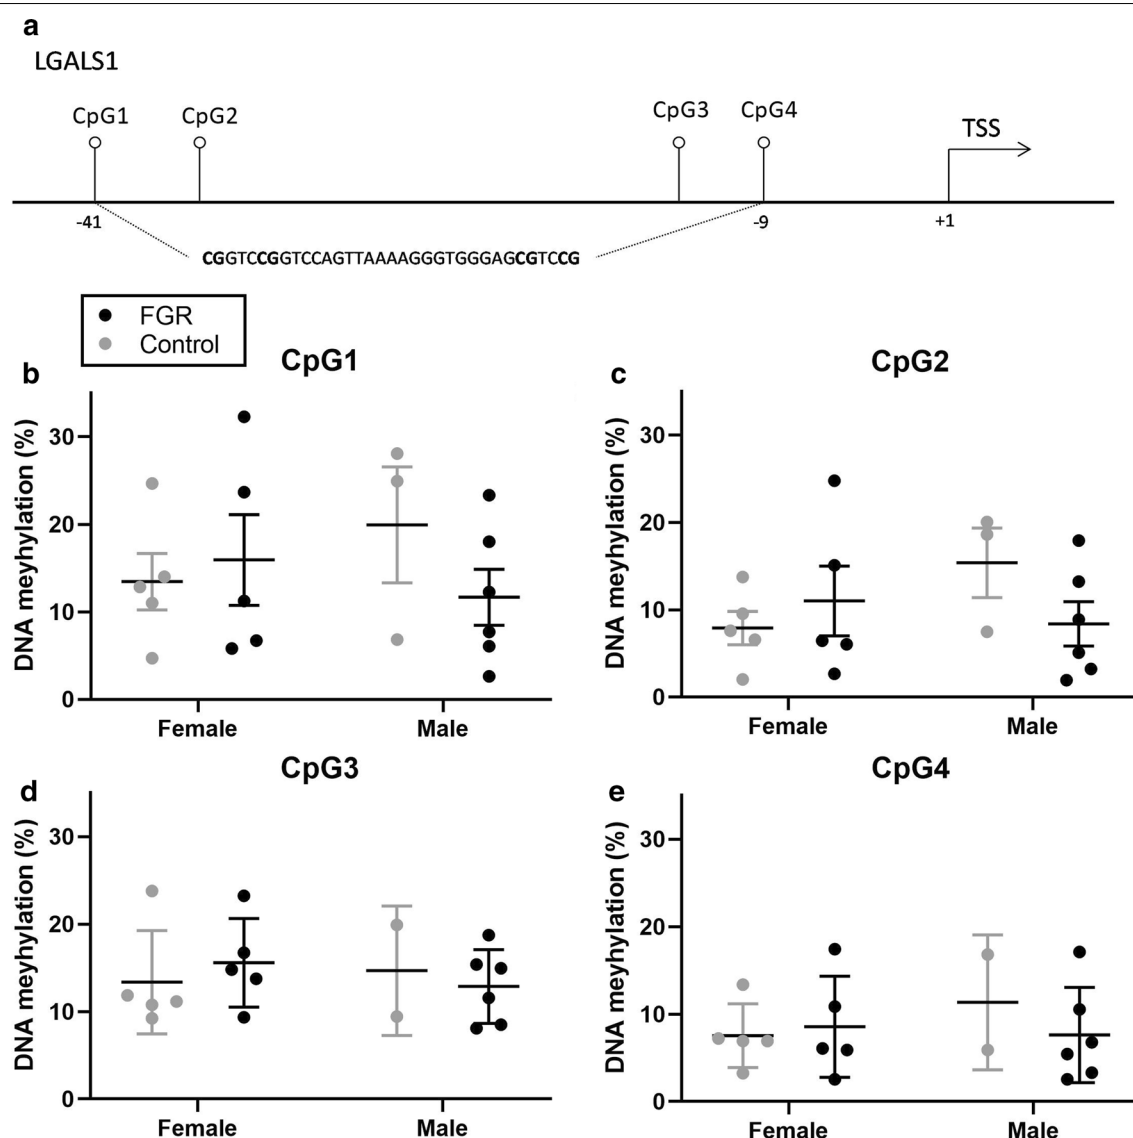 a
LGALS1
CpG1
CpG2
CpG3
CpG4
TSS
-41
-9
+1
CGGTCCGGTCCAGTTAAAAGGGTGGGAGCGTCCG
FGR
Control
b
CpG1
DNA meyhylation (%)
30
20
10
0
Female
Male
c
CpG2
DNA meyhylation (%)
30
20
10
0
Female
Male
d
CpG3
DNA meyhylation (%)
30
20
10
0
Female
Male
e
CpG4
DNA meyhylation (%)
30
20
10
0
Female
Male